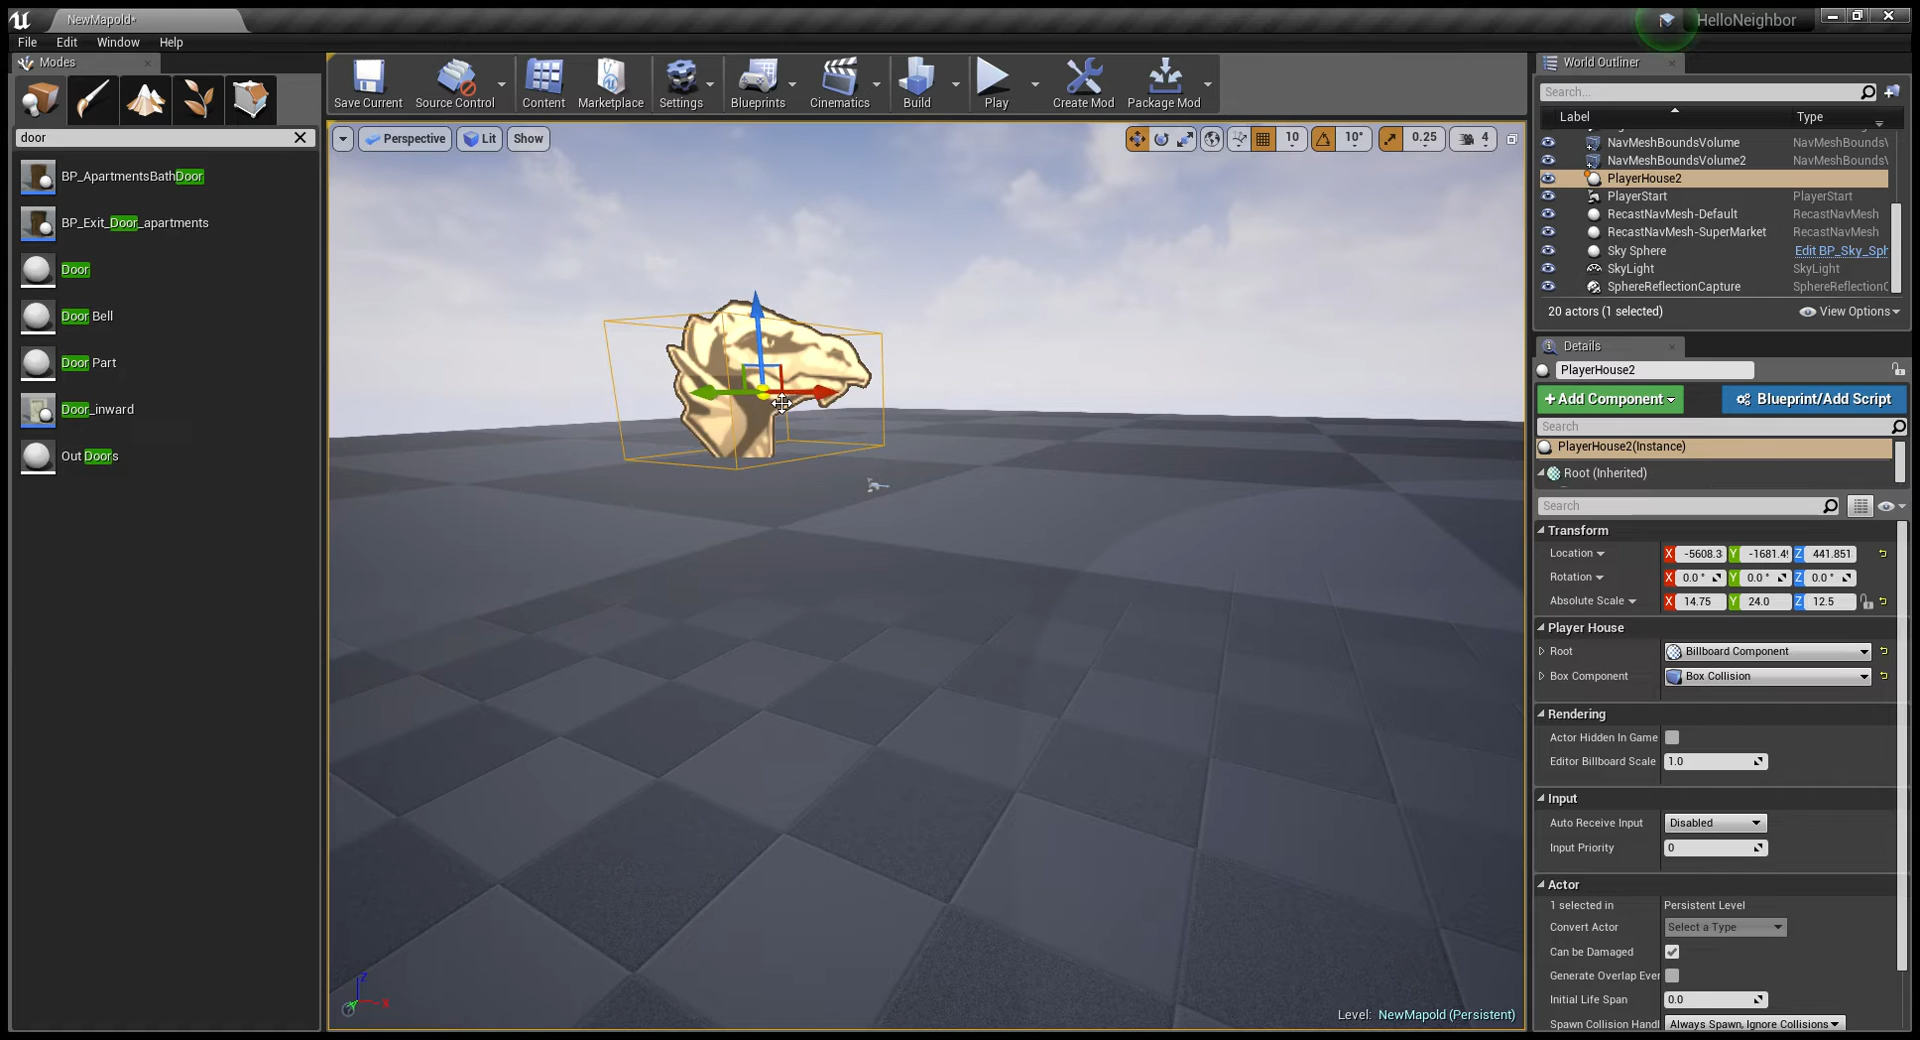 NewMapold*
HelloNeighbor
File
Edit
Window
Help
Modes
door
BP_ApartmentsBathDoor
BP_Exit_Door_apartments
Door
Door Bell
Door Part
Door_inward
Out Doors
Save Current
Source Control
Content
Marketplace
Settings
Blueprints
Cinematics
Build
Play
Create Mod
Package Mod
Perspective
Lit
Show
10
10°
0.25
4
Level: NewMapold (Persistent)
World Outliner
Search...
Label
Type
NavMeshBoundsVolume NavMeshBounds\
NavMeshBoundsVolume2 NavMeshBounds\
PlayerHouse2
PlayerStart PlayerStart
RecastNavMesh-Default RecastNavMesh
RecastNavMesh-SuperMarket RecastNavMesh
Sky Sphere Edit BP_Sky_Sph
SkyLight SkyLight
SphereReflectionCapture SphereReflectionC
20 actors (1 selected)
View Options
Details
PlayerHouse2
+ Add Component
Blueprint/Add Script
Search
PlayerHouse2(Instance)
Root (Inherited)
Search
Transform
Location X -5608.3 Y -1681.4 Z 441.851
Rotation X 0.0 ° Y 0.0 ° Z 0.0 °
Absolute Scale X 14.75 Y 24.0 Z 12.5
Player House
Root Billboard Component
Box Component Box Collision
Rendering
Actor Hidden In Game
Editor Billboard Scale 1.0
Input
Auto Receive Input Disabled
Input Priority 0
Actor
1 selected in Persistent Level
Convert Actor Select a Type
Can be Damaged
Generate Overlap Ever
Initial Life Span 0.0
Spawn Collision Handl Always Spawn, Ignore Collisions
Z
X